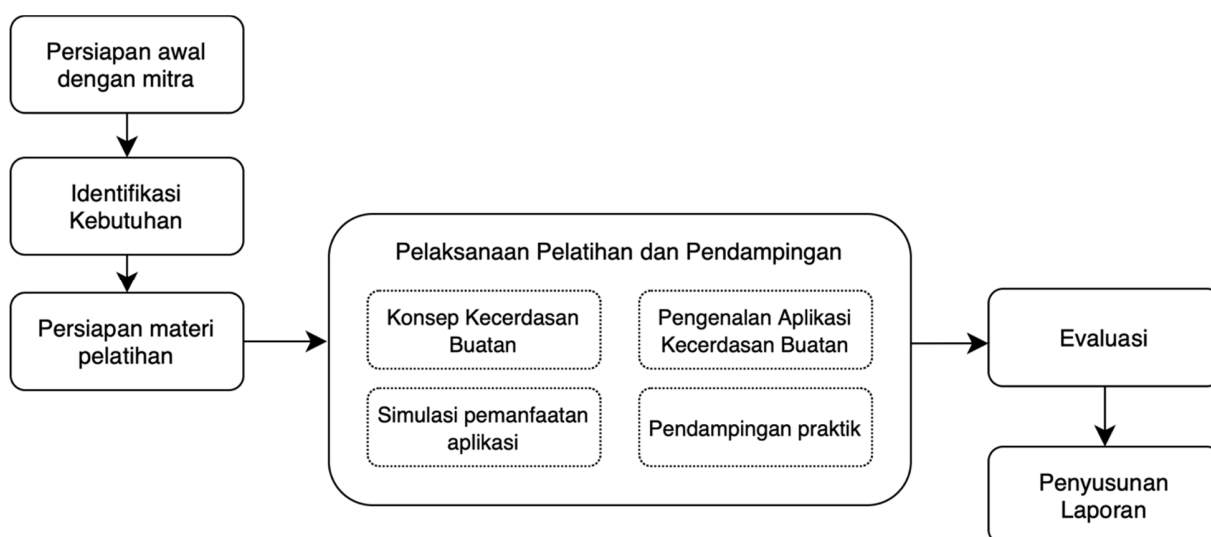 Persiapan awal
dengan mitra
Identifikasi
Kebutuhan
Persiapan materi
pelatihan
Pelaksanaan Pelatihan dan Pendampingan
Konsep Kecerdasan
Buatan
Pengenalan Aplikasi
Kecerdasan Buatan
Simulasi pemanfaatan
aplikasi
Pendampingan praktik
Evaluasi
Penyusunan
Laporan